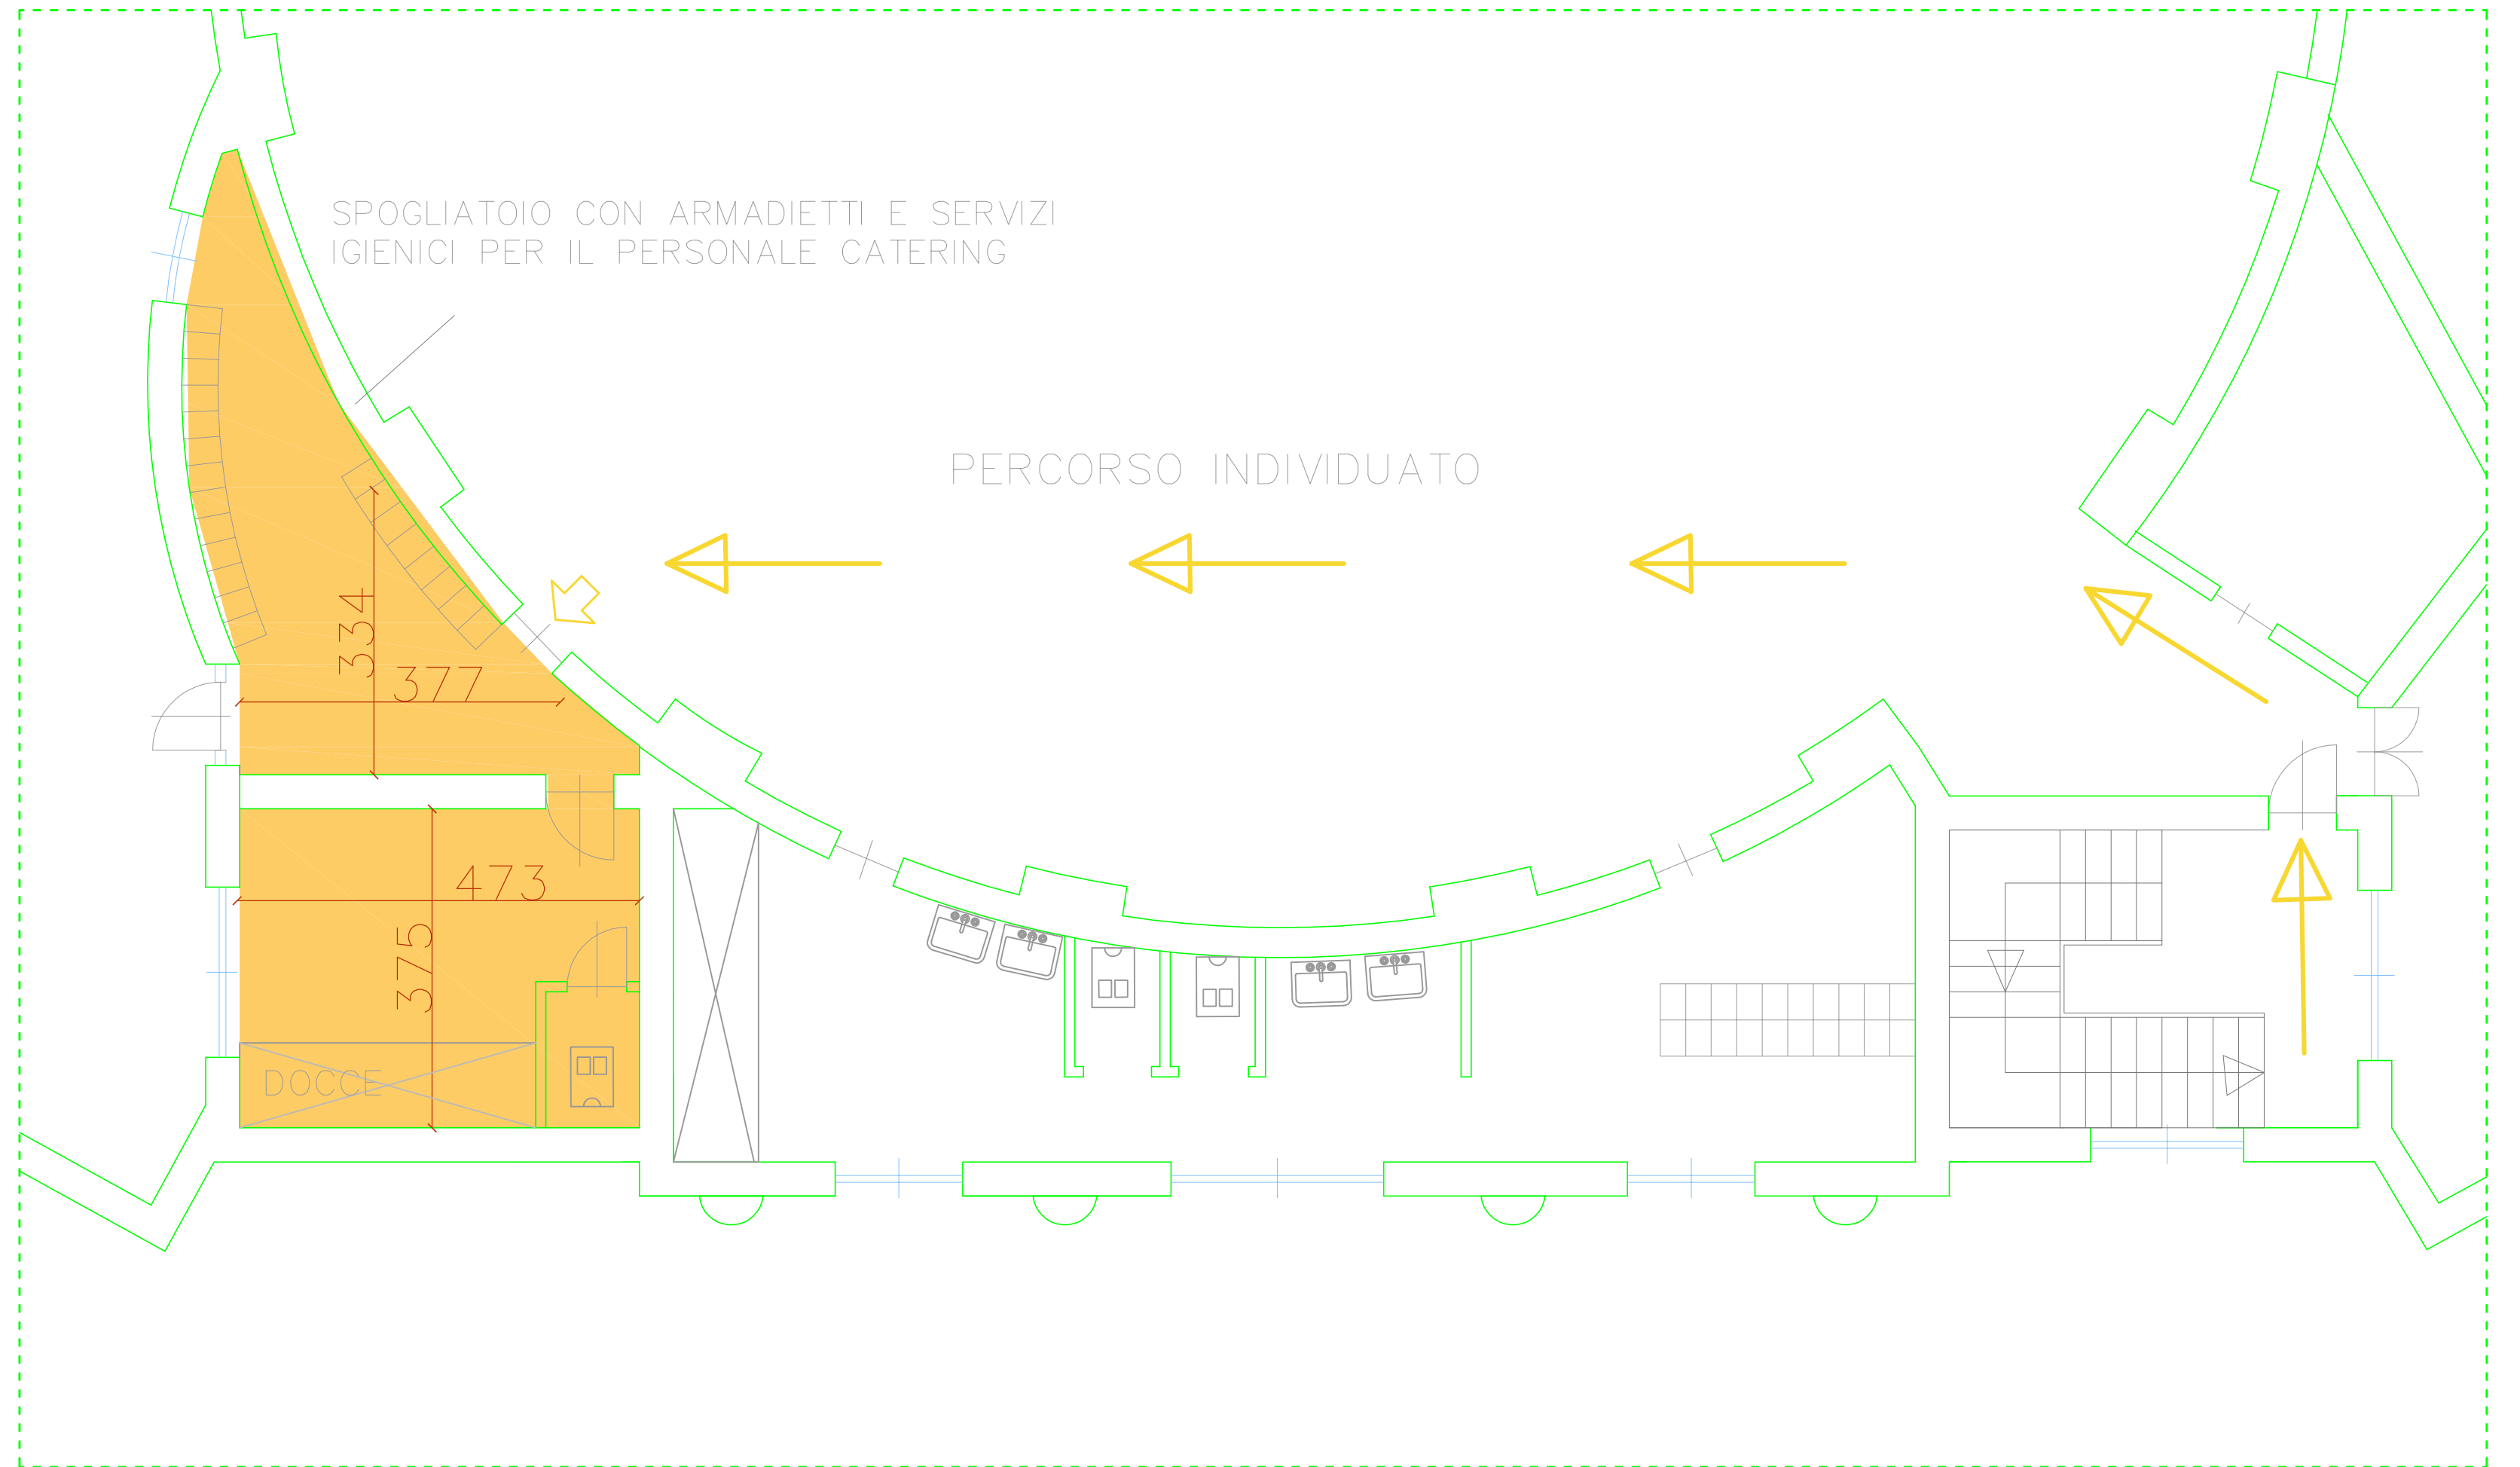 SPOGLIATOIO CON ARMADIETTI E SERVIZI
IGIENICI PER IL PERSONALE CATERING
PERCORSO INDIVIDUATO
334
377
473
375
DOCCE